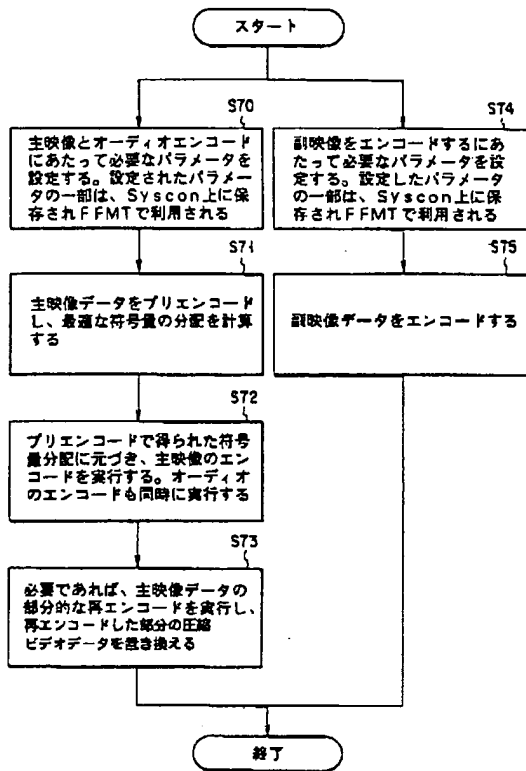 スタート
S70
主映像とオーディオエンコード
にあたって必要なパラメータを
設定する。設定されたパラメー
タの一部は、Syscon上に保
存されFFMTで利用される
S71
主映像データをプリエンコード
し、最適な符号量の分配を計算
する
S72
プリエンコードで得られた符号
量分配に元づき、主映像のエン
コードを実行する。オーディオ
のエンコードも同時に実行する
S73
必要であれば、主映像データの
部分的な再エンコードを実行し、
再エンコードした部分の圧縮
ビデオデータを置き換える
S74
副映像をエンコードするにあ
たって必要なパラメータを設
定する。設定したパラメータ
の一部は、Syscon上に保
存されFFMTで利用される
S75
副映像データをエンコードする
終了